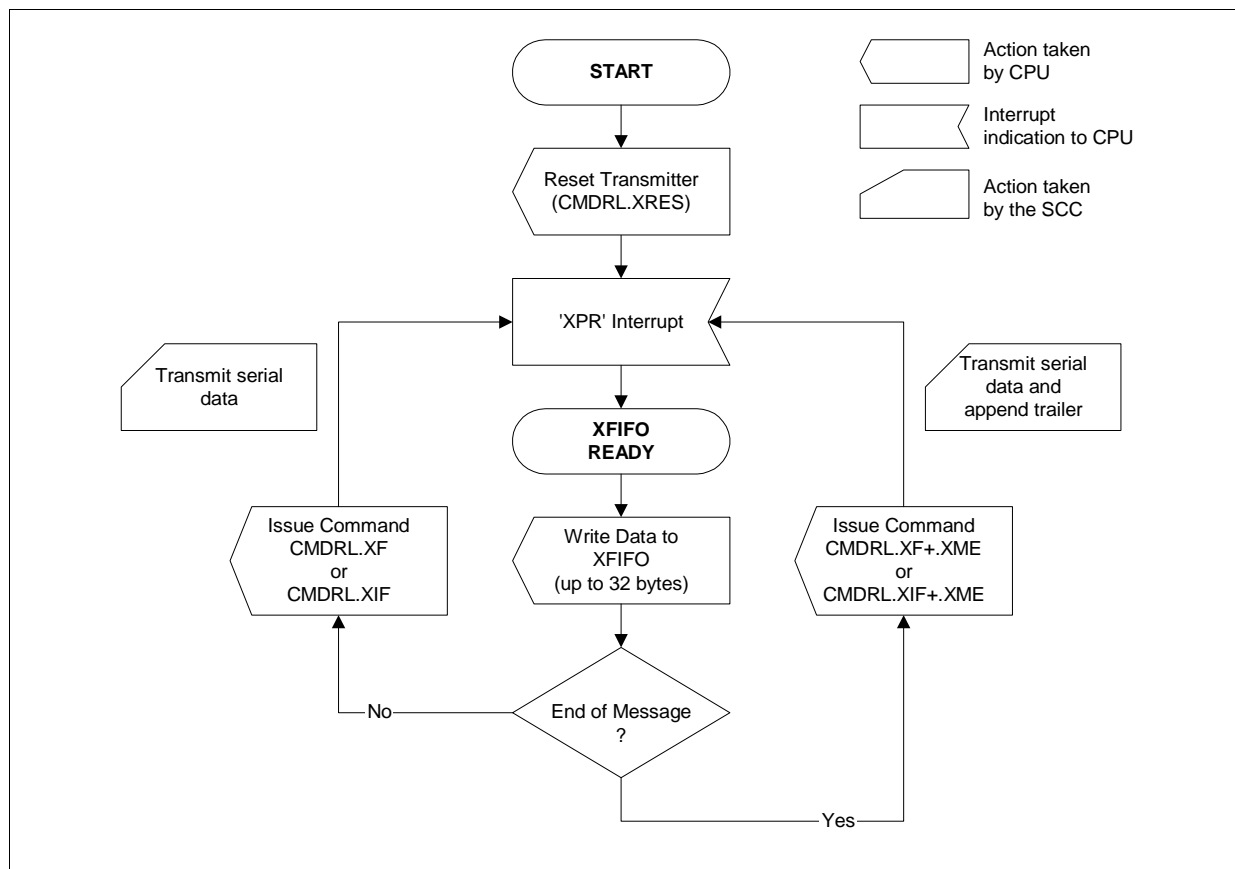 START
Action taken
by CPU
Interrupt
indication to CPU
Action taken
by the SCC
Reset Transmitter
(CMDRL.XRES)
'XPR' Interrupt
Transmit serial
data
Transmit serial
data and
append trailer
XFIFO
READY
Issue Command
CMDRL.XF
or
CMDRL.XIF
Write Data to
XFIFO
(up to 32 bytes)
Issue Command
CMDRL.XF+.XME
or
CMDRL.XIF+.XME
No
End of Message
?
Yes